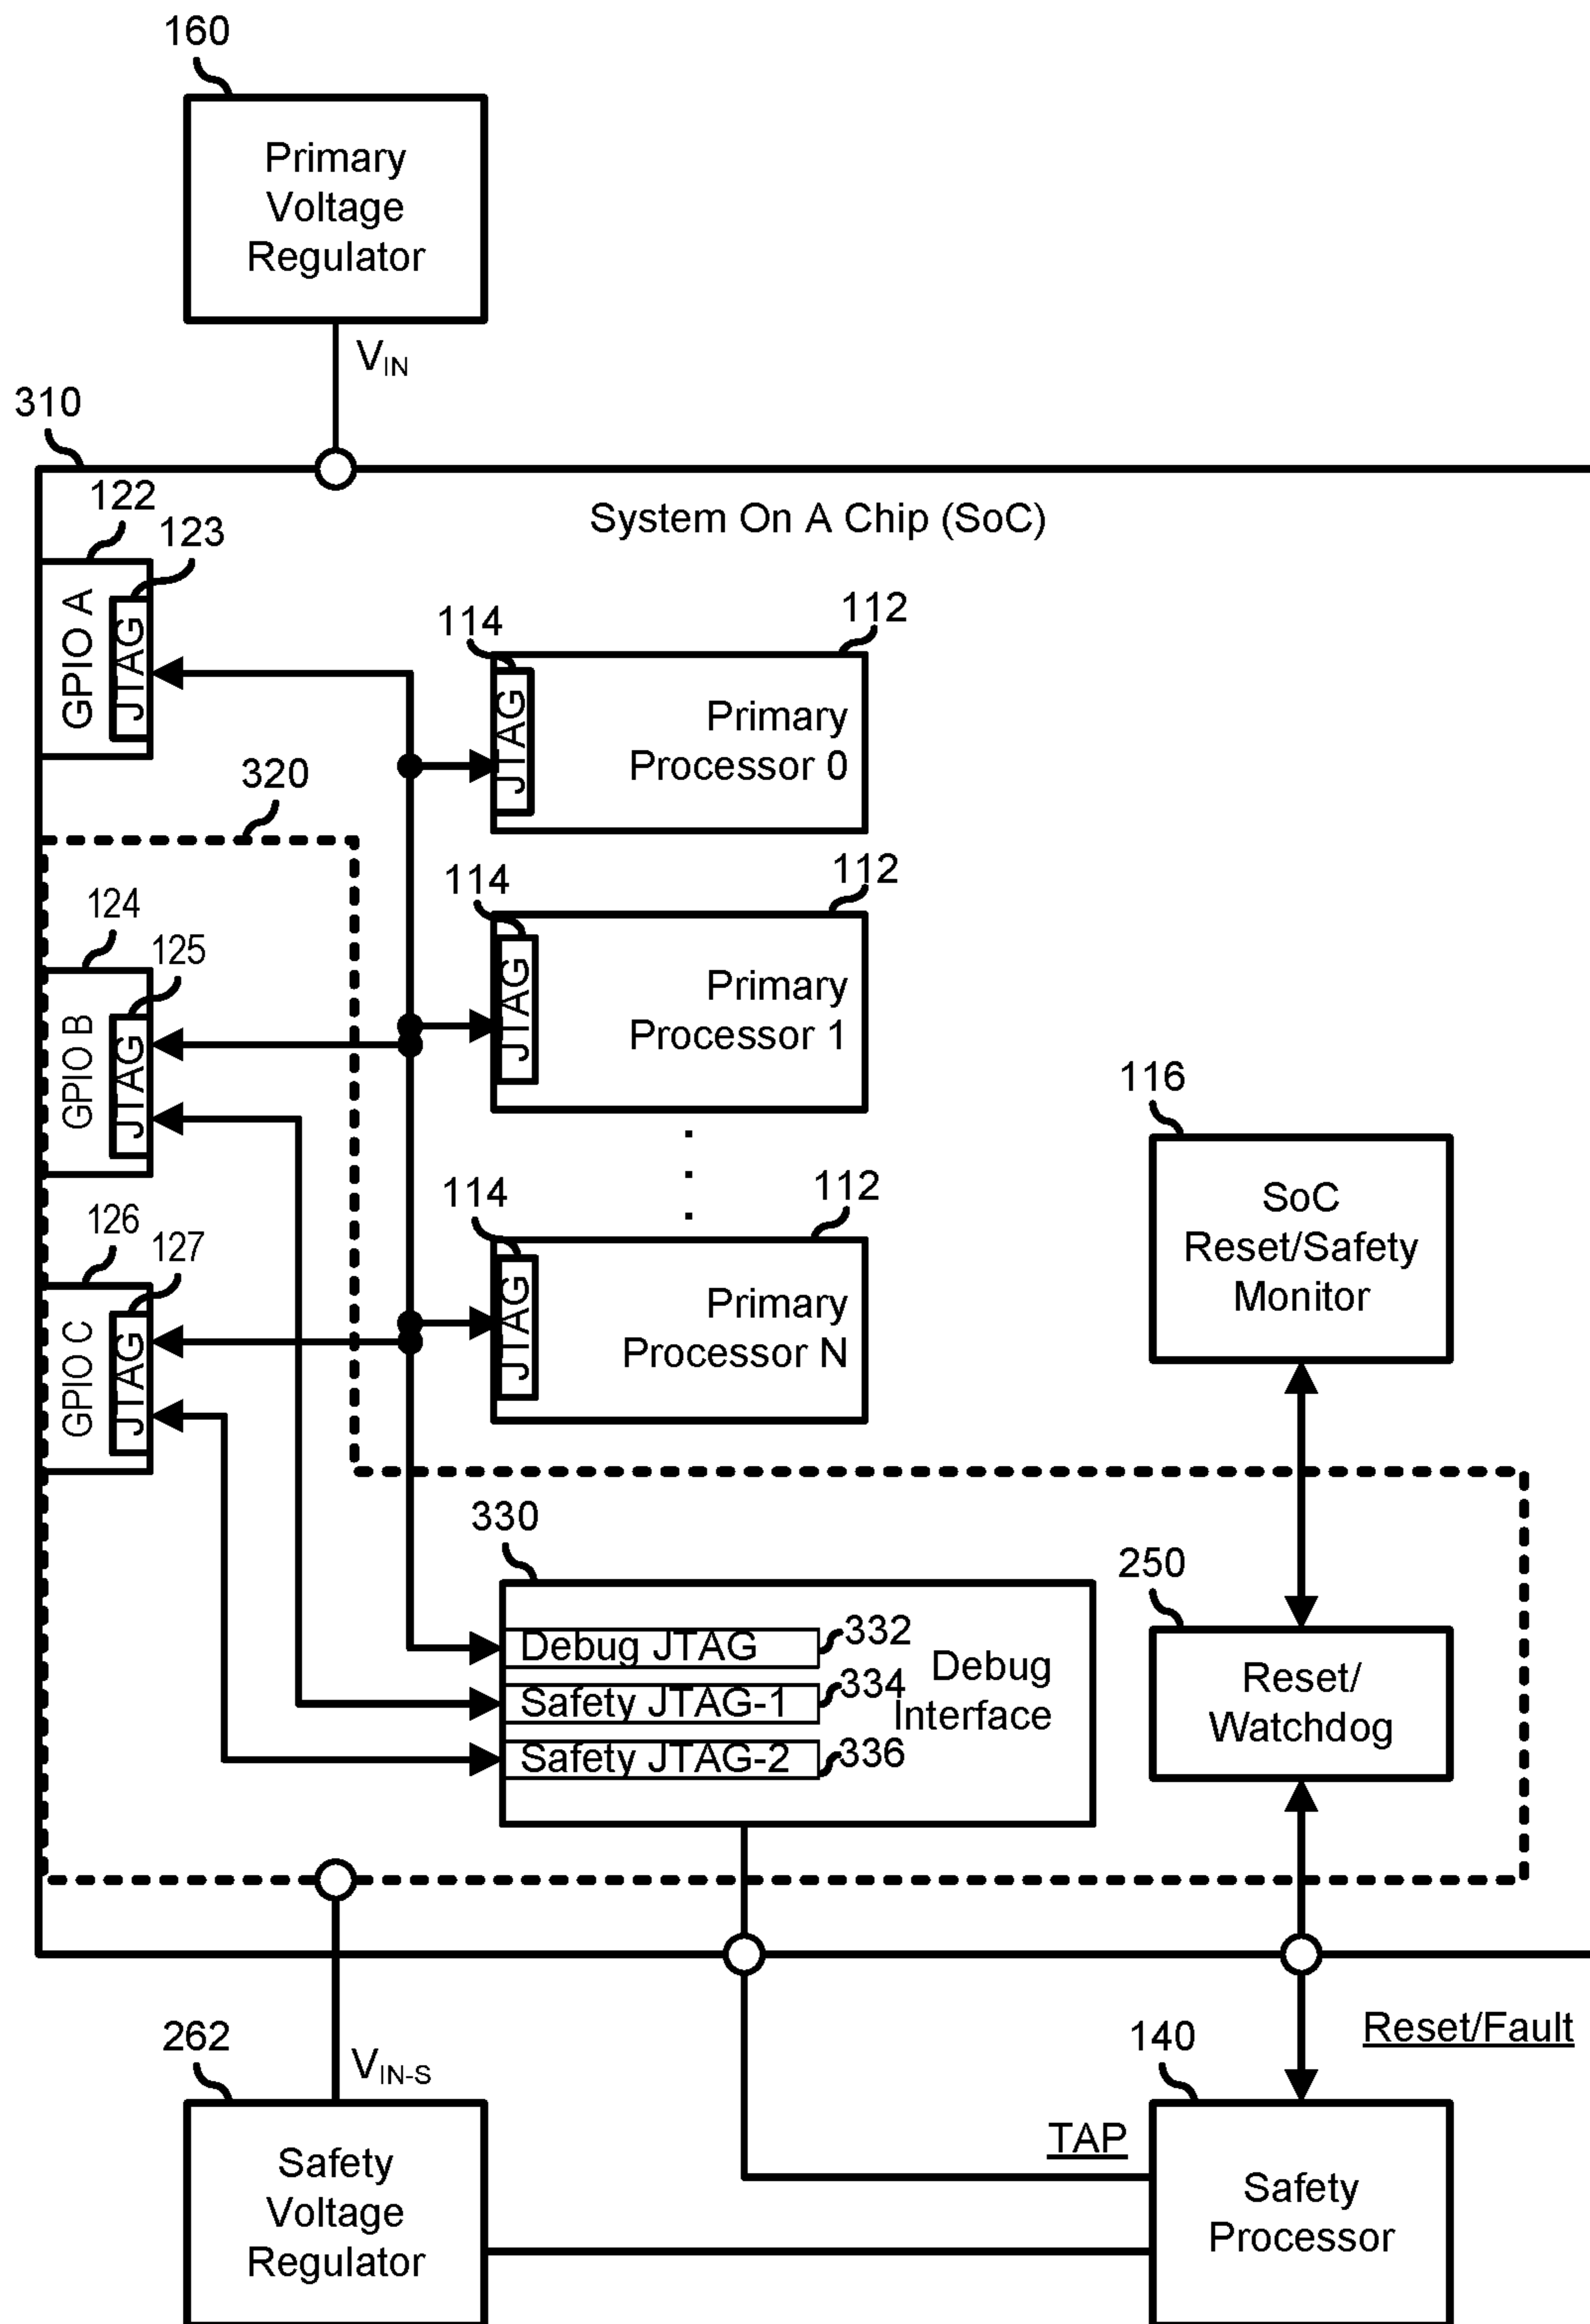 160
Primary
Voltage
Regulator
VIN
310
System On A Chip (SoC)
122
123
GPIO A
JTAG
114
112
JTAG
Primary
Processor 0
320
124
125
GPIO B
JTAG
114
112
JTAG
Primary
Processor 1
.
.
.
116
SoC
Reset/Safety
Monitor
126
127
GPIO C
JTAG
114
112
JTAG
Primary
Processor N
330
Debug JTAG
332
Safety JTAG-1
334
Safety JTAG-2
336
Debug
Interface
250
Reset/
Watchdog
262
VIN-S
Safety
Voltage
Regulator
TAP
140
Reset/Fault
Safety
Processor